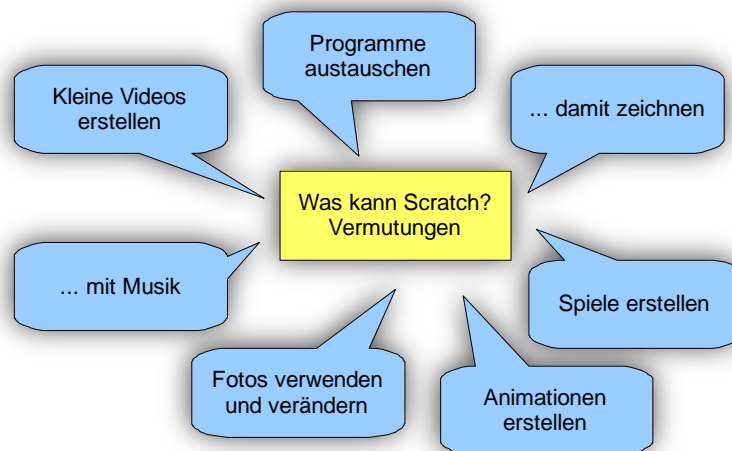 Programme
austauschen
Kleine Videos
erstellen
... damit zeichnen
Was kann Scratch?
Vermutungen
... mit Musik
Spiele erstellen
Fotos verwenden
und verändern
Animationen
erstellen